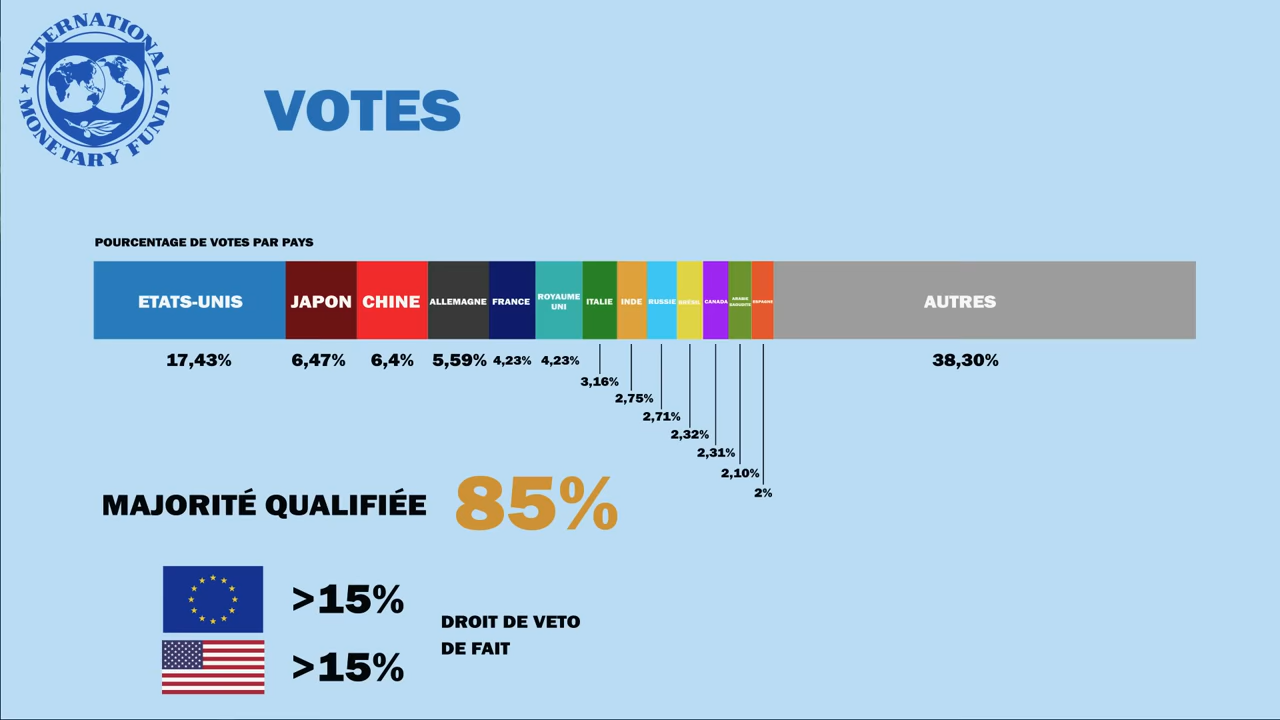 INTERNATIONAL
MONETARY FUND
VOTES
POURCENTAGE DE VOTES PAR PAYS
ETATS-UNIS
JAPON
CHINE
ALLEMAGNE
FRANCE
ROYAUME
UNI
ITALIE
INDE
RUSSIE
BRÉSIL
CANADA
ARABIE
SAOUDITE
ESPAGNE
AUTRES
17,43%
6,47%
6,4%
5,59%
4,23%
4,23%
38,30%
3,16%
2,75%
2,71%
2,32%
2,31%
2,10%
2%
MAJORITÉ QUALIFIÉE 85%
>15%
DROIT DE VETO
DE FAIT
>15%